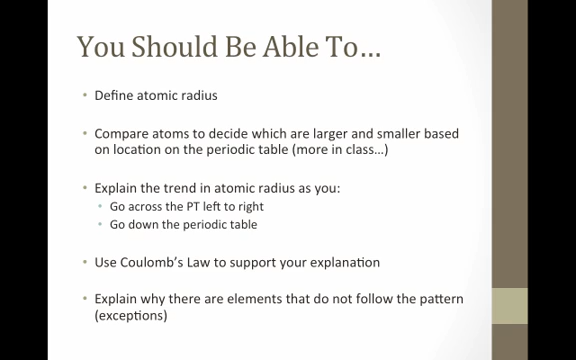 You Should Be Able To…
• Define atomic radius
• Compare atoms to decide which are larger and smaller based
on location on the periodic table (more in class…)
• Explain the trend in atomic radius as you:
• Go across the PT left to right
• Go down the periodic table
• Use Coulomb's Law to support your explanation
• Explain why there are elements that do not follow the pattern
(exceptions)